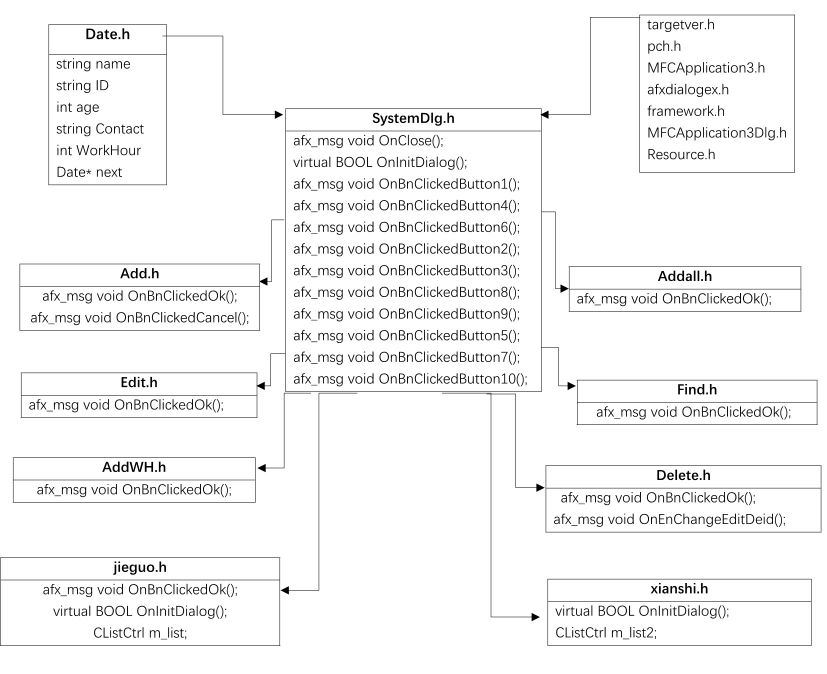 Date.h
string name
string ID
int age
string Contact
int WorkHour
Date* next
targetver.h
pch.h
MFCApplication3.h
afxdialogex.h
framework.h
MFCApplication3Dlg.h
Resource.h
SystemDlg.h
afx_msg void OnClose();
virtual BOOL OnInitDialog();
afx_msg void OnBnClickedButton1();
afx_msg void OnBnClickedButton4();
afx_msg void OnBnClickedButton6();
afx_msg void OnBnClickedButton2();
afx_msg void OnBnClickedButton3();
afx_msg void OnBnClickedButton8();
afx_msg void OnBnClickedButton9();
afx_msg void OnBnClickedButton5();
afx_msg void OnBnClickedButton7();
afx_msg void OnBnClickedButton10();
Add.h
afx_msg void OnBnClickedOk();
afx_msg void OnBnClickedCancel();
Addall.h
afx_msg void OnBnClickedOk();
Edit.h
afx_msg void OnBnClickedOk();
Find.h
afx_msg void OnBnClickedOk();
AddWH.h
afx_msg void OnBnClickedOk();
Delete.h
afx_msg void OnBnClickedOk();
afx_msg void OnEnChangeEditDeid();
jieguo.h
afx_msg void OnBnClickedOk();
virtual BOOL OnInitDialog();
CListCtrl m_list;
xianshi.h
virtual BOOL OnInitDialog();
CListCtrl m_list2;